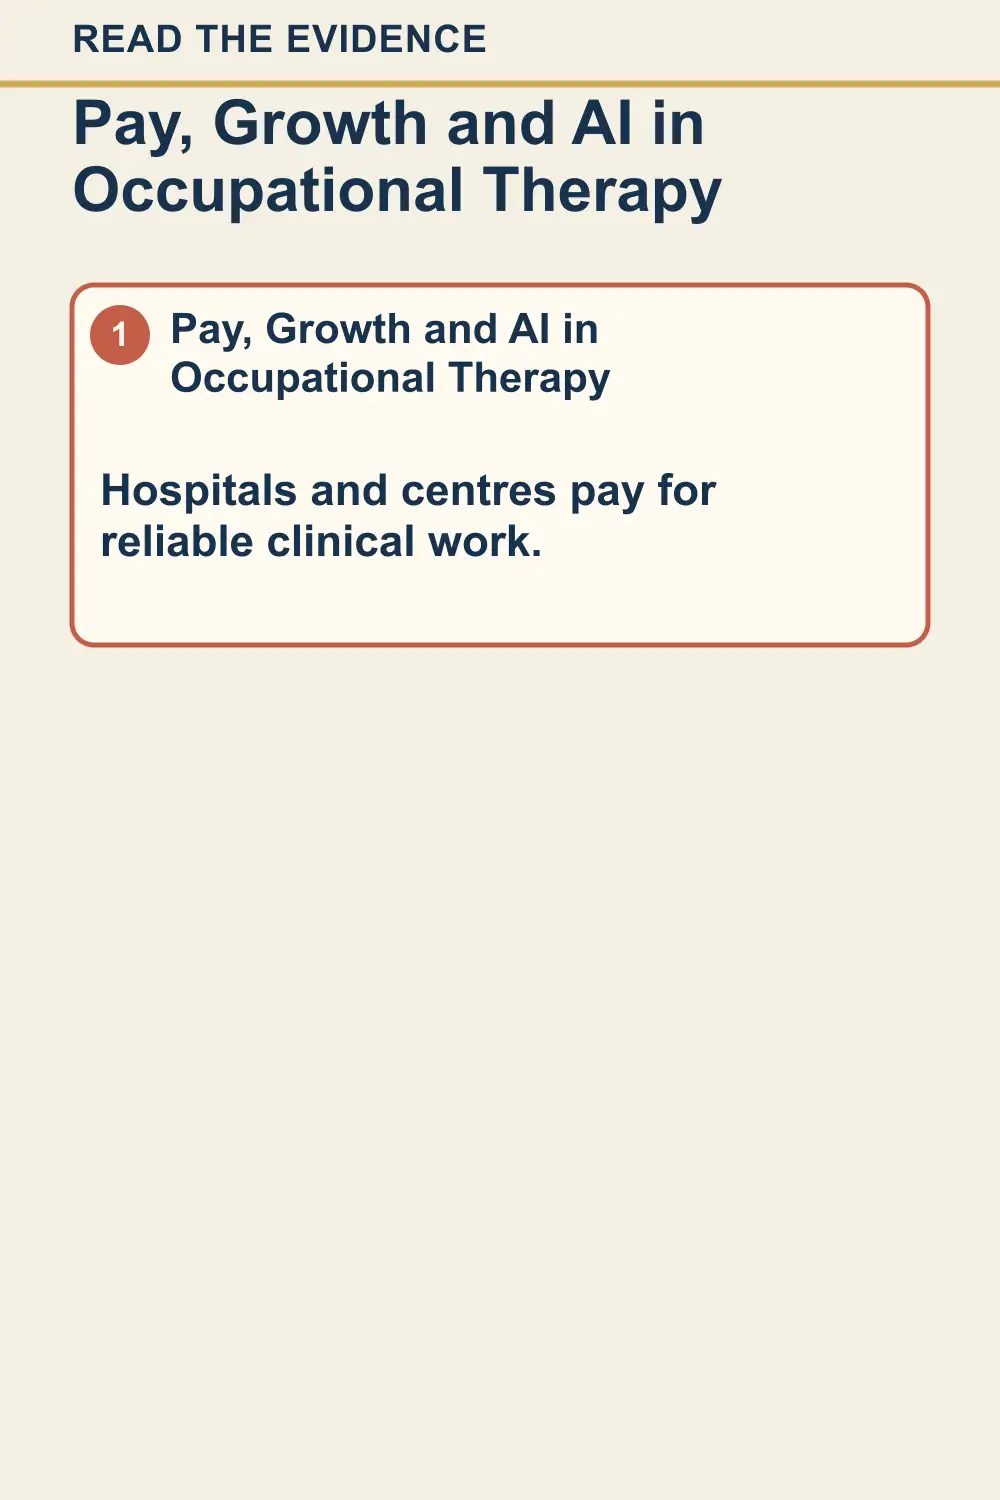 READ THE EVIDENCE
Pay, Growth and AI in
Occupational Therapy
1
Pay, Growth and AI in
Occupational Therapy
Hospitals and centres pay for
reliable clinical work.